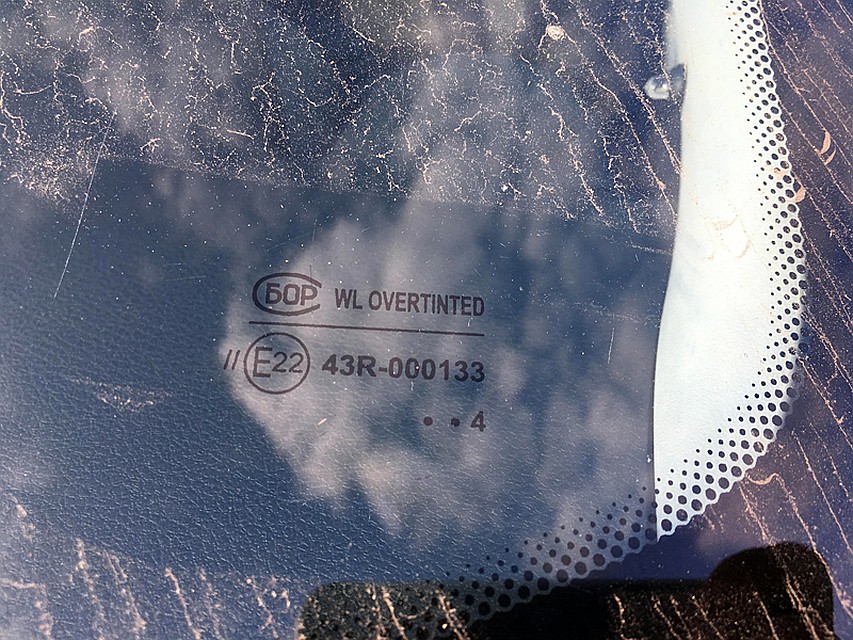 БОР WL OVERTINTED
// E22 43R-000133
• • 4